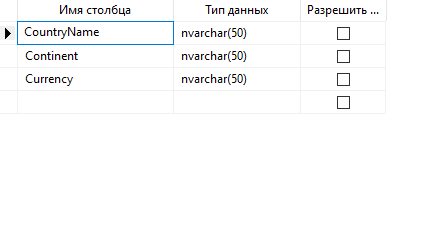 Имя столбца Тип данных Разрешить ...
CountryName nvarchar(50)
Continent nvarchar(50)
Currency nvarchar(50)